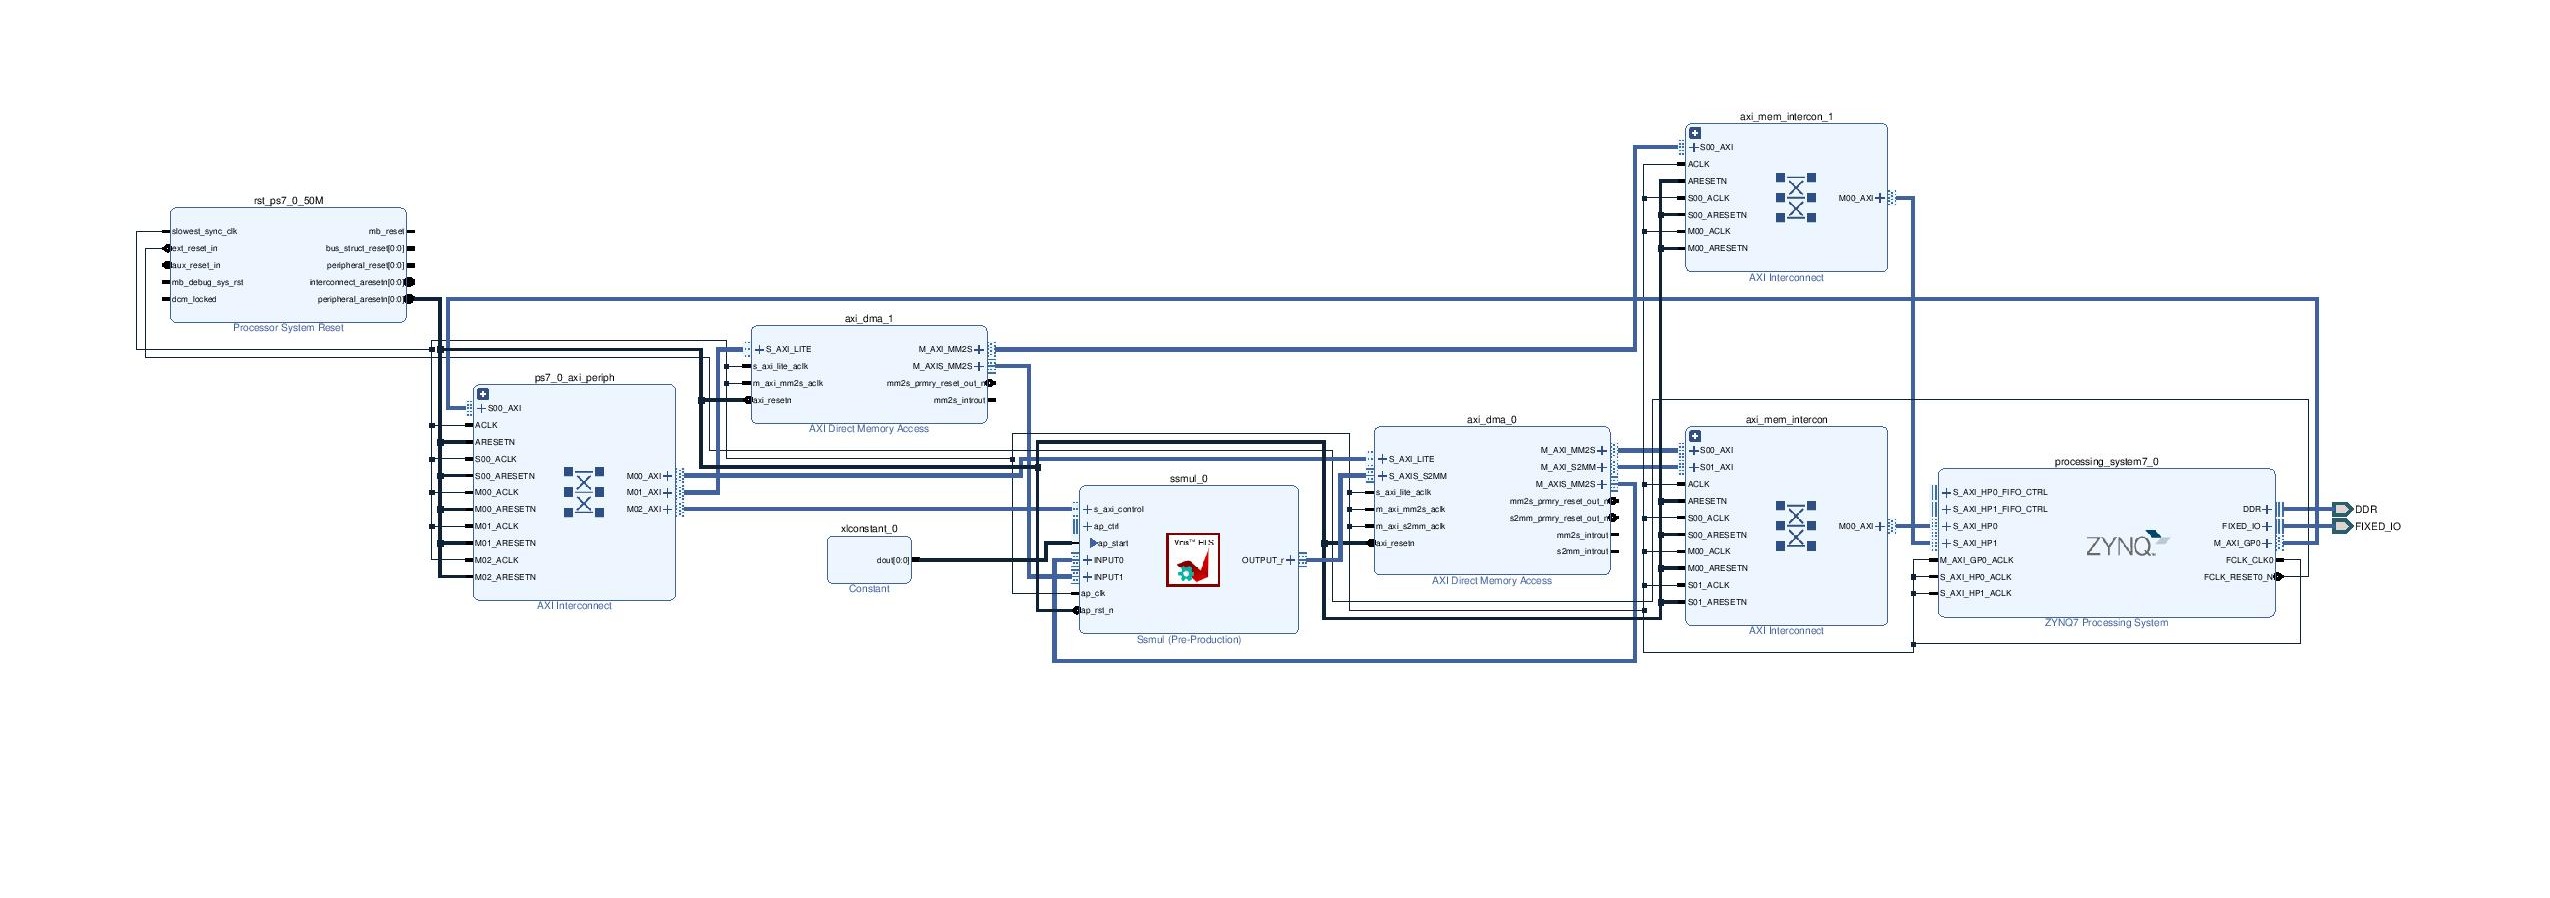 rst_ps7_0_50M
slowest_sync_clk
ext_reset_in
aux_reset_in
mb_debug_sys_rst
dcm_locked
mb_reset
bus_struct_reset[0:0]
peripheral_reset[0:0]
interconnect_aresetn[0:0]
peripheral_aresetn[0:0]
Processor System Reset
ps7_0_axi_periph
S00_AXI
ACLK
ARESETN
S00_ACLK
S00_ARESETN
M00_ACLK
M00_ARESETN
M01_ACLK
M01_ARESETN
M02_ACLK
M02_ARESETN
M00_AXI
M01_AXI
M02_AXI
AXI Interconnect
axi_dma_1
S_AXI_LITE
s_axi_lite_aclk
m_axi_mm2s_aclk
axi_resetn
M_AXI_MM2S
M_AXIS_MM2S
mm2s_prmry_reset_out_n
mm2s_introut
AXI Direct Memory Access
xlconstant_0
dout[0:0]
Constant
ssmul_0
s_axi_control
ap_ctrl
ap_start
INPUT0
INPUT1
ap_clk
ap_rst_n
Vitis™ HLS
OUTPUT_r
Ssmul (Pre-Production)
axi_dma_0
S_AXI_LITE
S_AXIS_S2MM
s_axi_lite_aclk
m_axi_mm2s_aclk
m_axi_s2mm_aclk
axi_resetn
M_AXI_MM2S
M_AXI_S2MM
M_AXIS_MM2S
mm2s_prmry_reset_out_n
s2mm_prmry_reset_out_n
mm2s_introut
s2mm_introut
AXI Direct Memory Access
axi_mem_intercon_1
S00_AXI
ACLK
ARESETN
S00_ACLK
S00_ARESETN
M00_ACLK
M00_ARESETN
M00_AXI
AXI Interconnect
axi_mem_intercon
S00_AXI
S01_AXI
ACLK
ARESETN
S00_ACLK
S00_ARESETN
M00_ACLK
M00_ARESETN
S01_ACLK
S01_ARESETN
M00_AXI
AXI Interconnect
processing_system7_0
S_AXI_HP0_FIFO_CTRL
S_AXI_HP1_FIFO_CTRL
S_AXI_HP0
S_AXI_HP1
M_AXI_GP0_ACLK
S_AXI_HP0_ACLK
S_AXI_HP1_ACLK
ZYNQ
DDR
FIXED_IO
M_AXI_GP0
FCLK_CLK0
FCLK_RESET0_N
ZYNQ7 Processing System
DDR
FIXED_IO